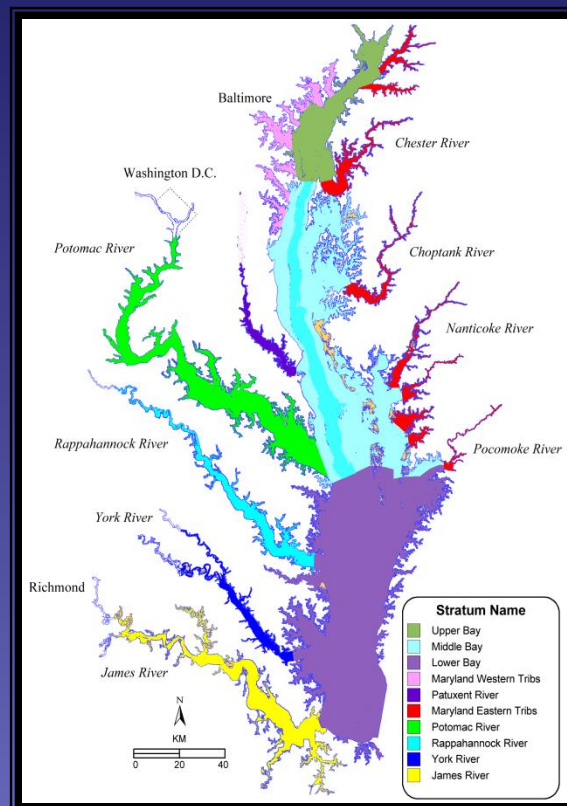 Baltimore
Chester River
Washington D.C.
Potomac River
Choptank River
Nanticoke River
Rappahannock River
Pocomoke River
York River
Richmond
James River
N
KM
0 20 40
Stratum Name
Upper Bay
Middle Bay
Lower Bay
Maryland Western Tribs
Patuxent River
Maryland Eastern Tribs
Potomac River
Rappahannock River
York River
James River